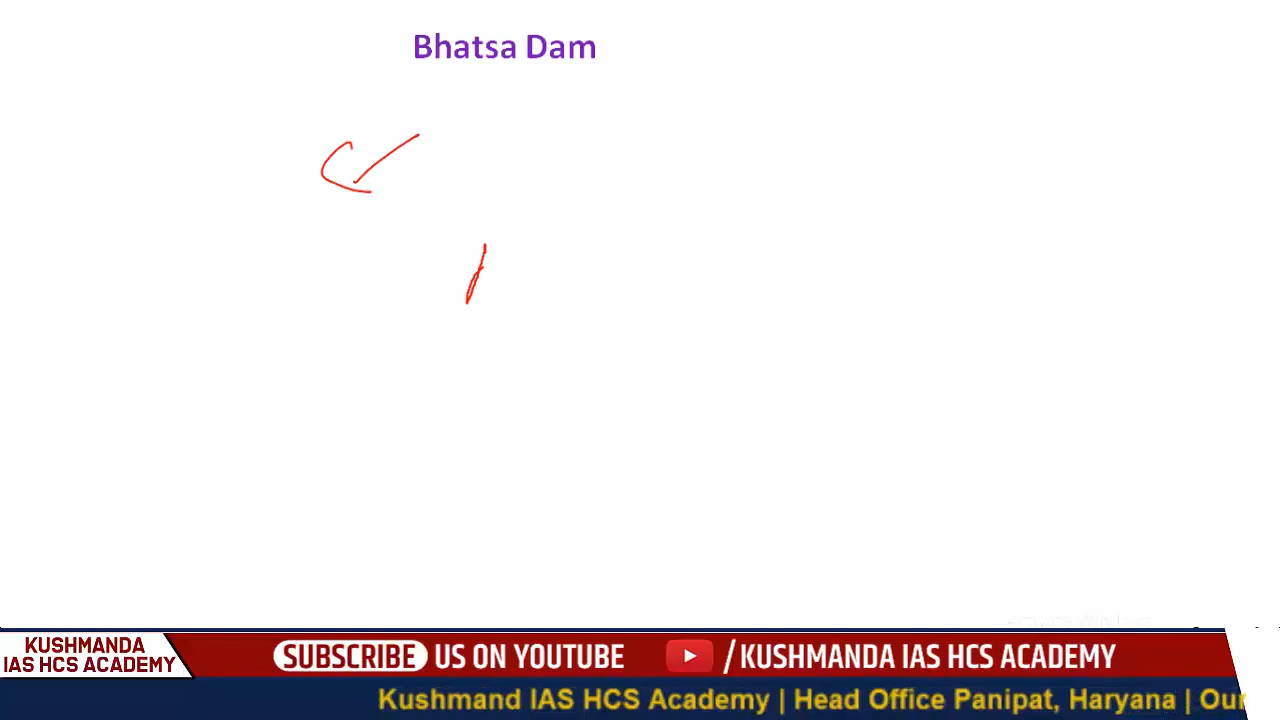 Bhatsa Dam
KUSHMANDA
IAS HCS ACADEMY
SUBSCRIBE US ON YOUTUBE
/KUSHMANDA IAS HCS ACADEMY
Kushmand IAS HCS Academy | Head Office Panipat, Haryana | Our